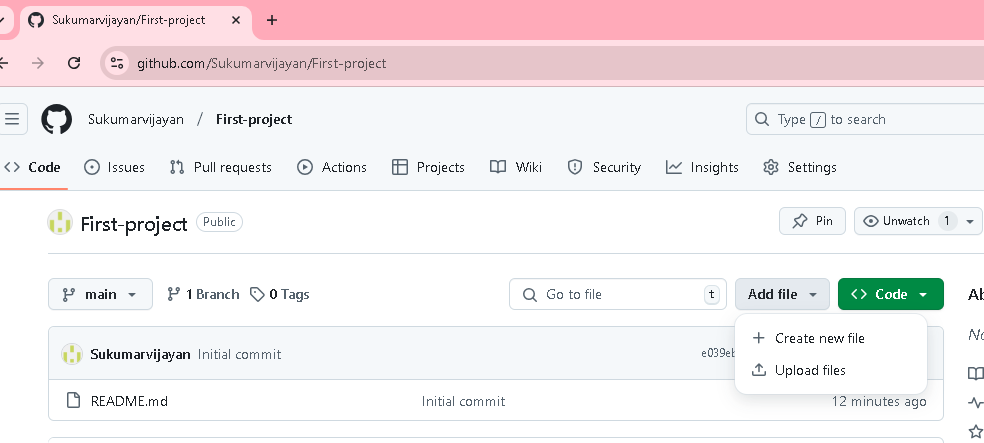 Sukumarvijayan/First-project
github.com/Sukumarvijayan/First-project
Sukumarvijayan / First-project
Type / to search
Code Issues Pull requests Actions Projects Wiki Security Insights Settings
First-project Public
Pin Unwatch 1
main 1 Branch 0 Tags Go to file t Add file Code
Sukumarvijayan Initial commit
Create new file
Upload files
README.md Initial commit 12 minutes ago